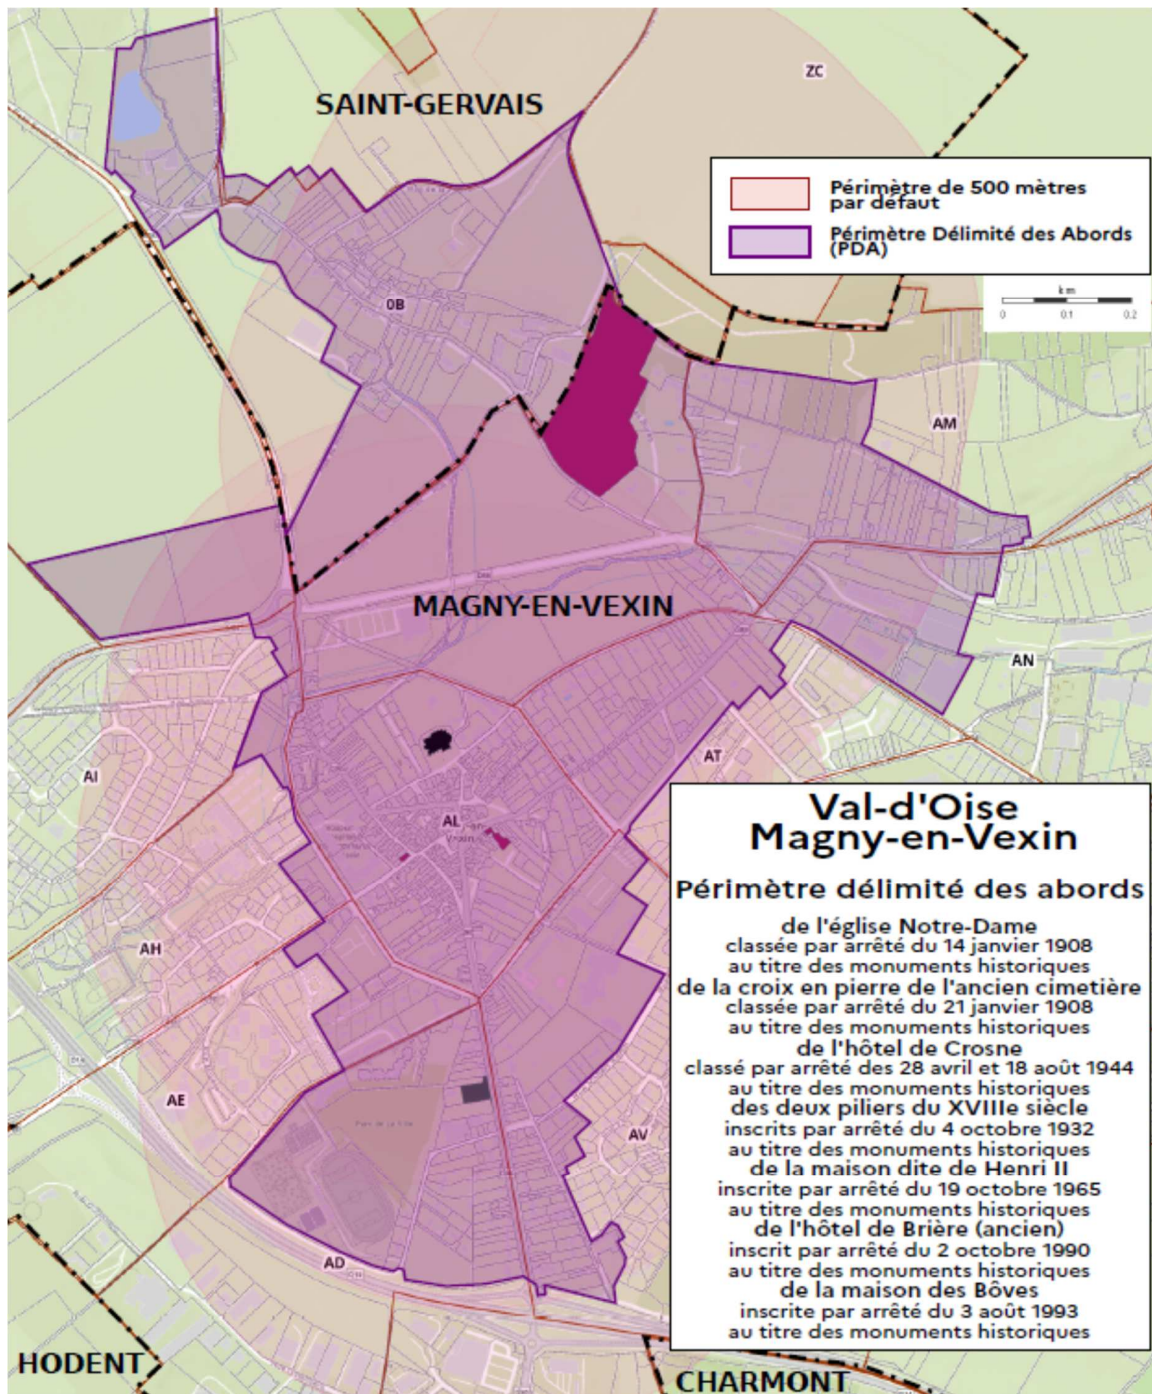 ZC
SAINT-GERVAIS
Périmètre de 500 mètres
par défaut
Périmètre Délimité des Abords
(PDA)
km
0 0.1 0.2
OB
AM
MAGNY-EN-VEXIN
AN
AT
AI
AL
AH
AE
AV
AD
HODENT
CHARMONT
Val-d'Oise
Magny-en-Vexin
Périmètre délimité des abords
de l'église Notre-Dame
classée par arrêté du 14 janvier 1908
au titre des monuments historiques
de la croix en pierre de l'ancien cimetière
classée par arrêté du 21 janvier 1908
au titre des monuments historiques
de l'hôtel de Crosne
classé par arrêté des 28 avril et 18 août 1944
au titre des monuments historiques
des deux piliers du XVIIIe siècle
inscrits par arrêté du 4 octobre 1932
au titre des monuments historiques
de la maison dite de Henri II
inscrite par arrêté du 19 octobre 1965
au titre des monuments historiques
de l'hôtel de Brière (ancien)
inscrit par arrêté du 2 octobre 1990
au titre des monuments historiques
de la maison des Bôves
inscrite par arrêté du 3 août 1993
au titre des monuments historiques